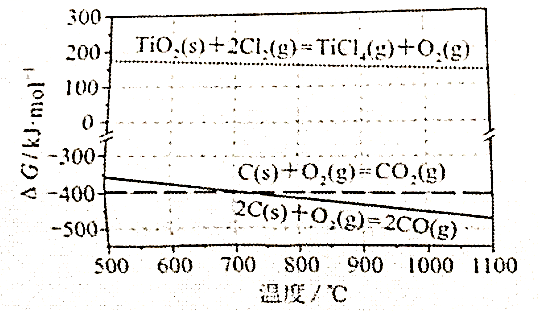 300
TiO₂(s)+2Cl₂(g)=TiCl₄(g)+O₂(g)
200
100
0
ΔG/kJ·mol⁻¹
-300
C(s)+O₂(g)=CO₂(g)
-400
2C(s)+O₂(g)=2CO(g)
-500
500 600 700 800 900 1000 1100
温度/℃